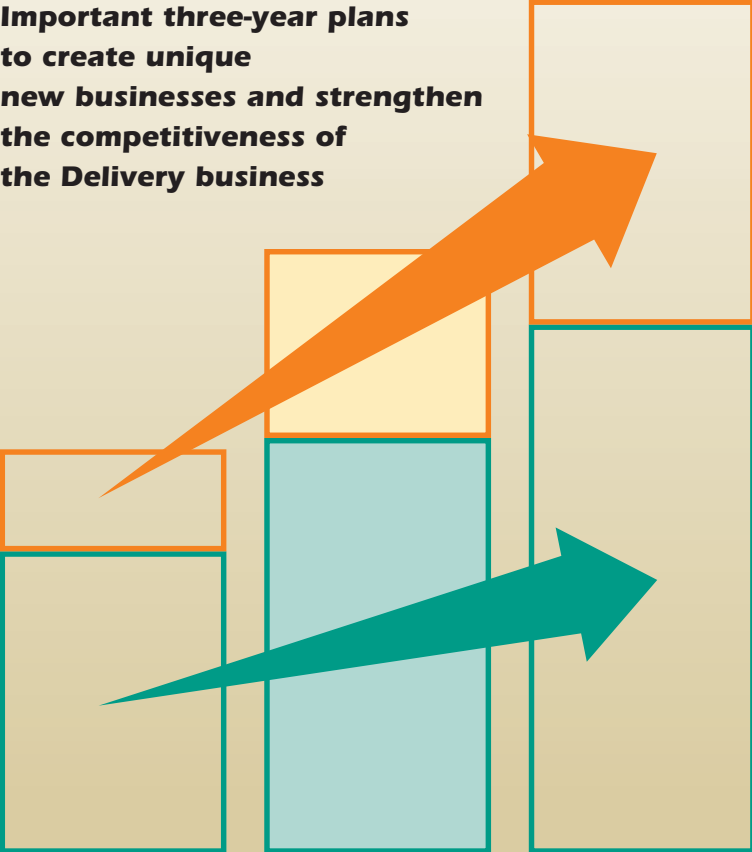 Important three-year plans
to create unique
new businesses and strengthen
the competitiveness of
the Delivery business